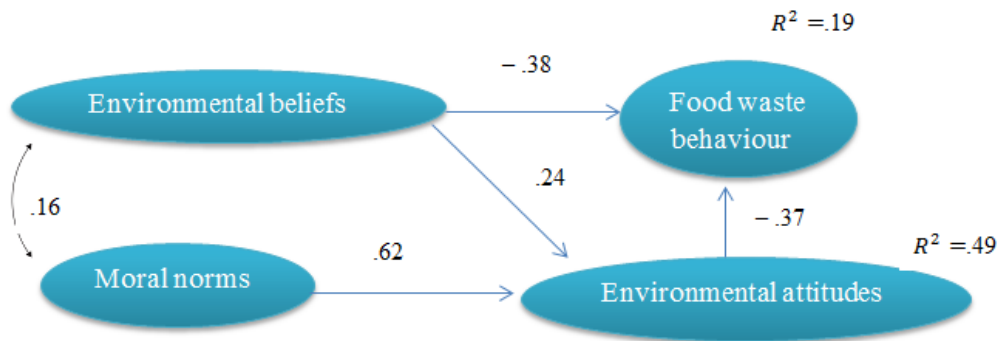 R² =.19
− .38
Environmental beliefs
Food waste
behaviour
.24
.16
− .37
.62
R² =.49
Moral norms
Environmental attitudes